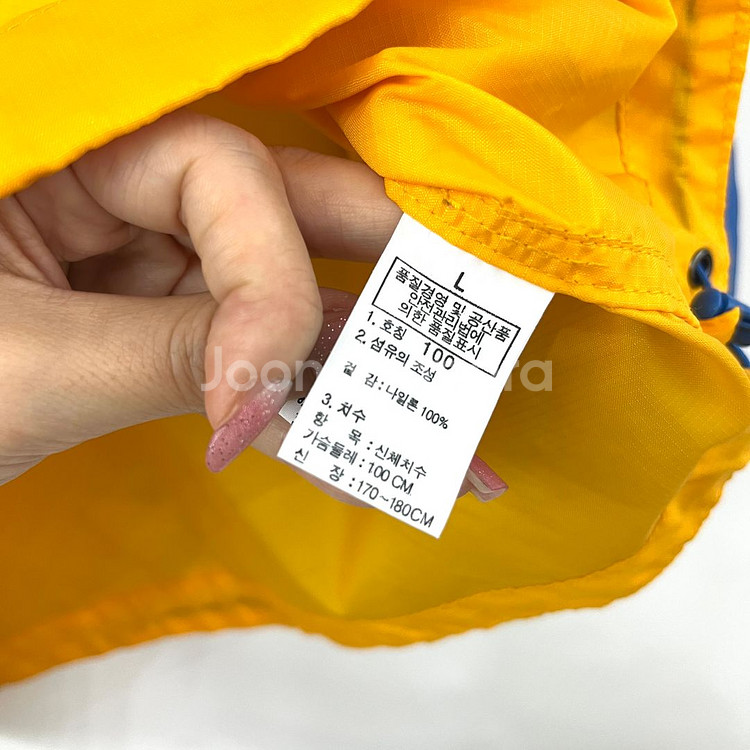 L
품질경영 및 공산품
안전관리법에
의한 품질표시
1. 호칭 100
2. 섬유의 조성
겉 감 : 나일론 100%
3. 치수
항 목 : 신체치수
가슴둘레 : 100 CM
신 장 : 170~180CM